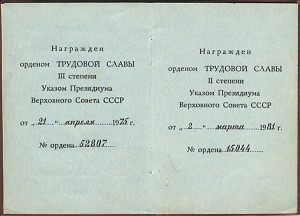 Награжден
орденом ТРУДОВОЙ СЛАВЫ
III степени
Указом Президиума
Верховного Совета СССР
от „21 “ апреля 1975 г.
№ ордена 52807
Награжден
орденом ТРУДОВОЙ СЛАВЫ
II степени
Указом Президиума
Верховного Совета СССР
от „2 “ марта 1981 г.
№ ордена 15044